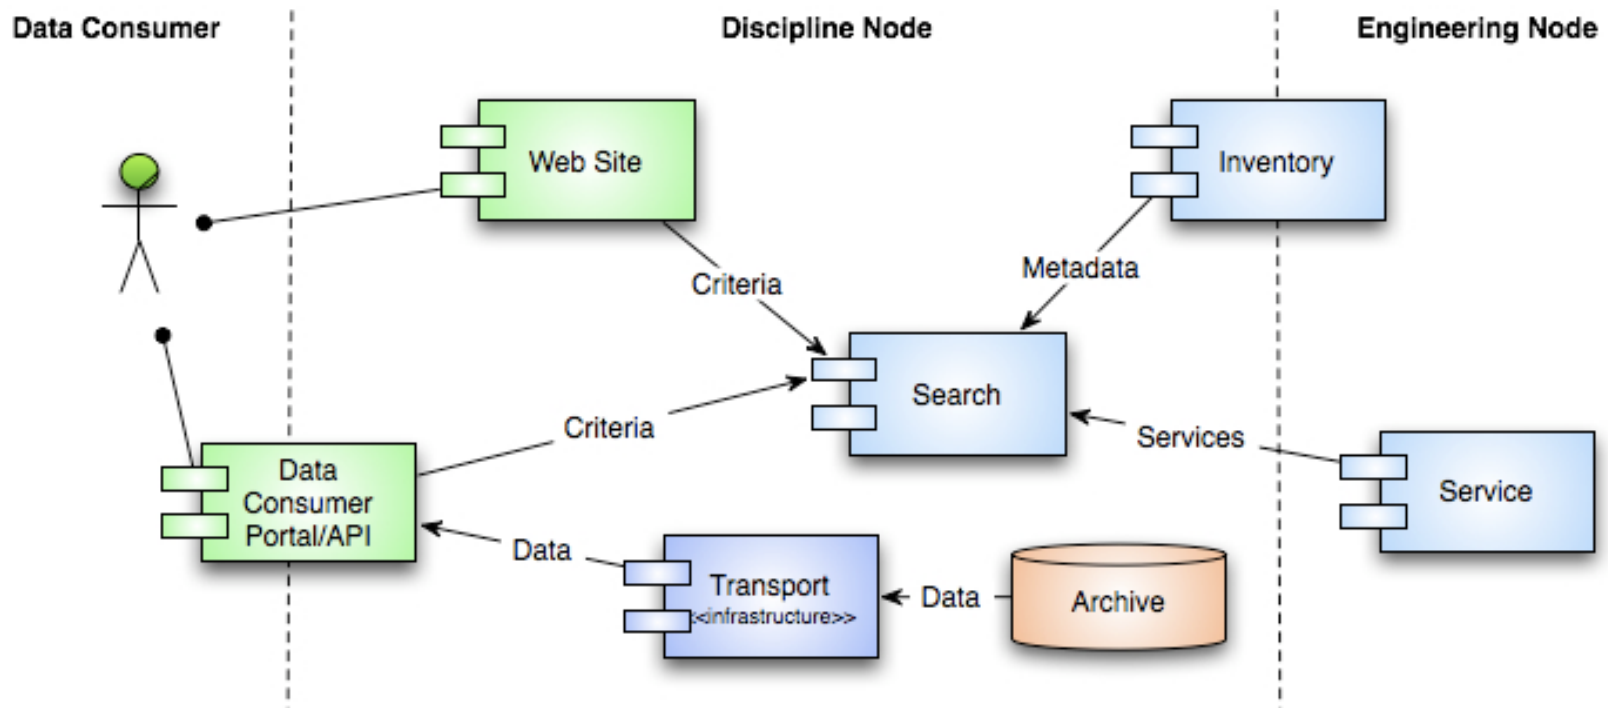 Data Consumer
Discipline Node
Engineering Node
Web Site
Inventory
Criteria
Metadata
Search
Criteria
Services
Data
Consumer
Portal/API
Service
Data
Transport
<<infrastructure>>
Data
Archive